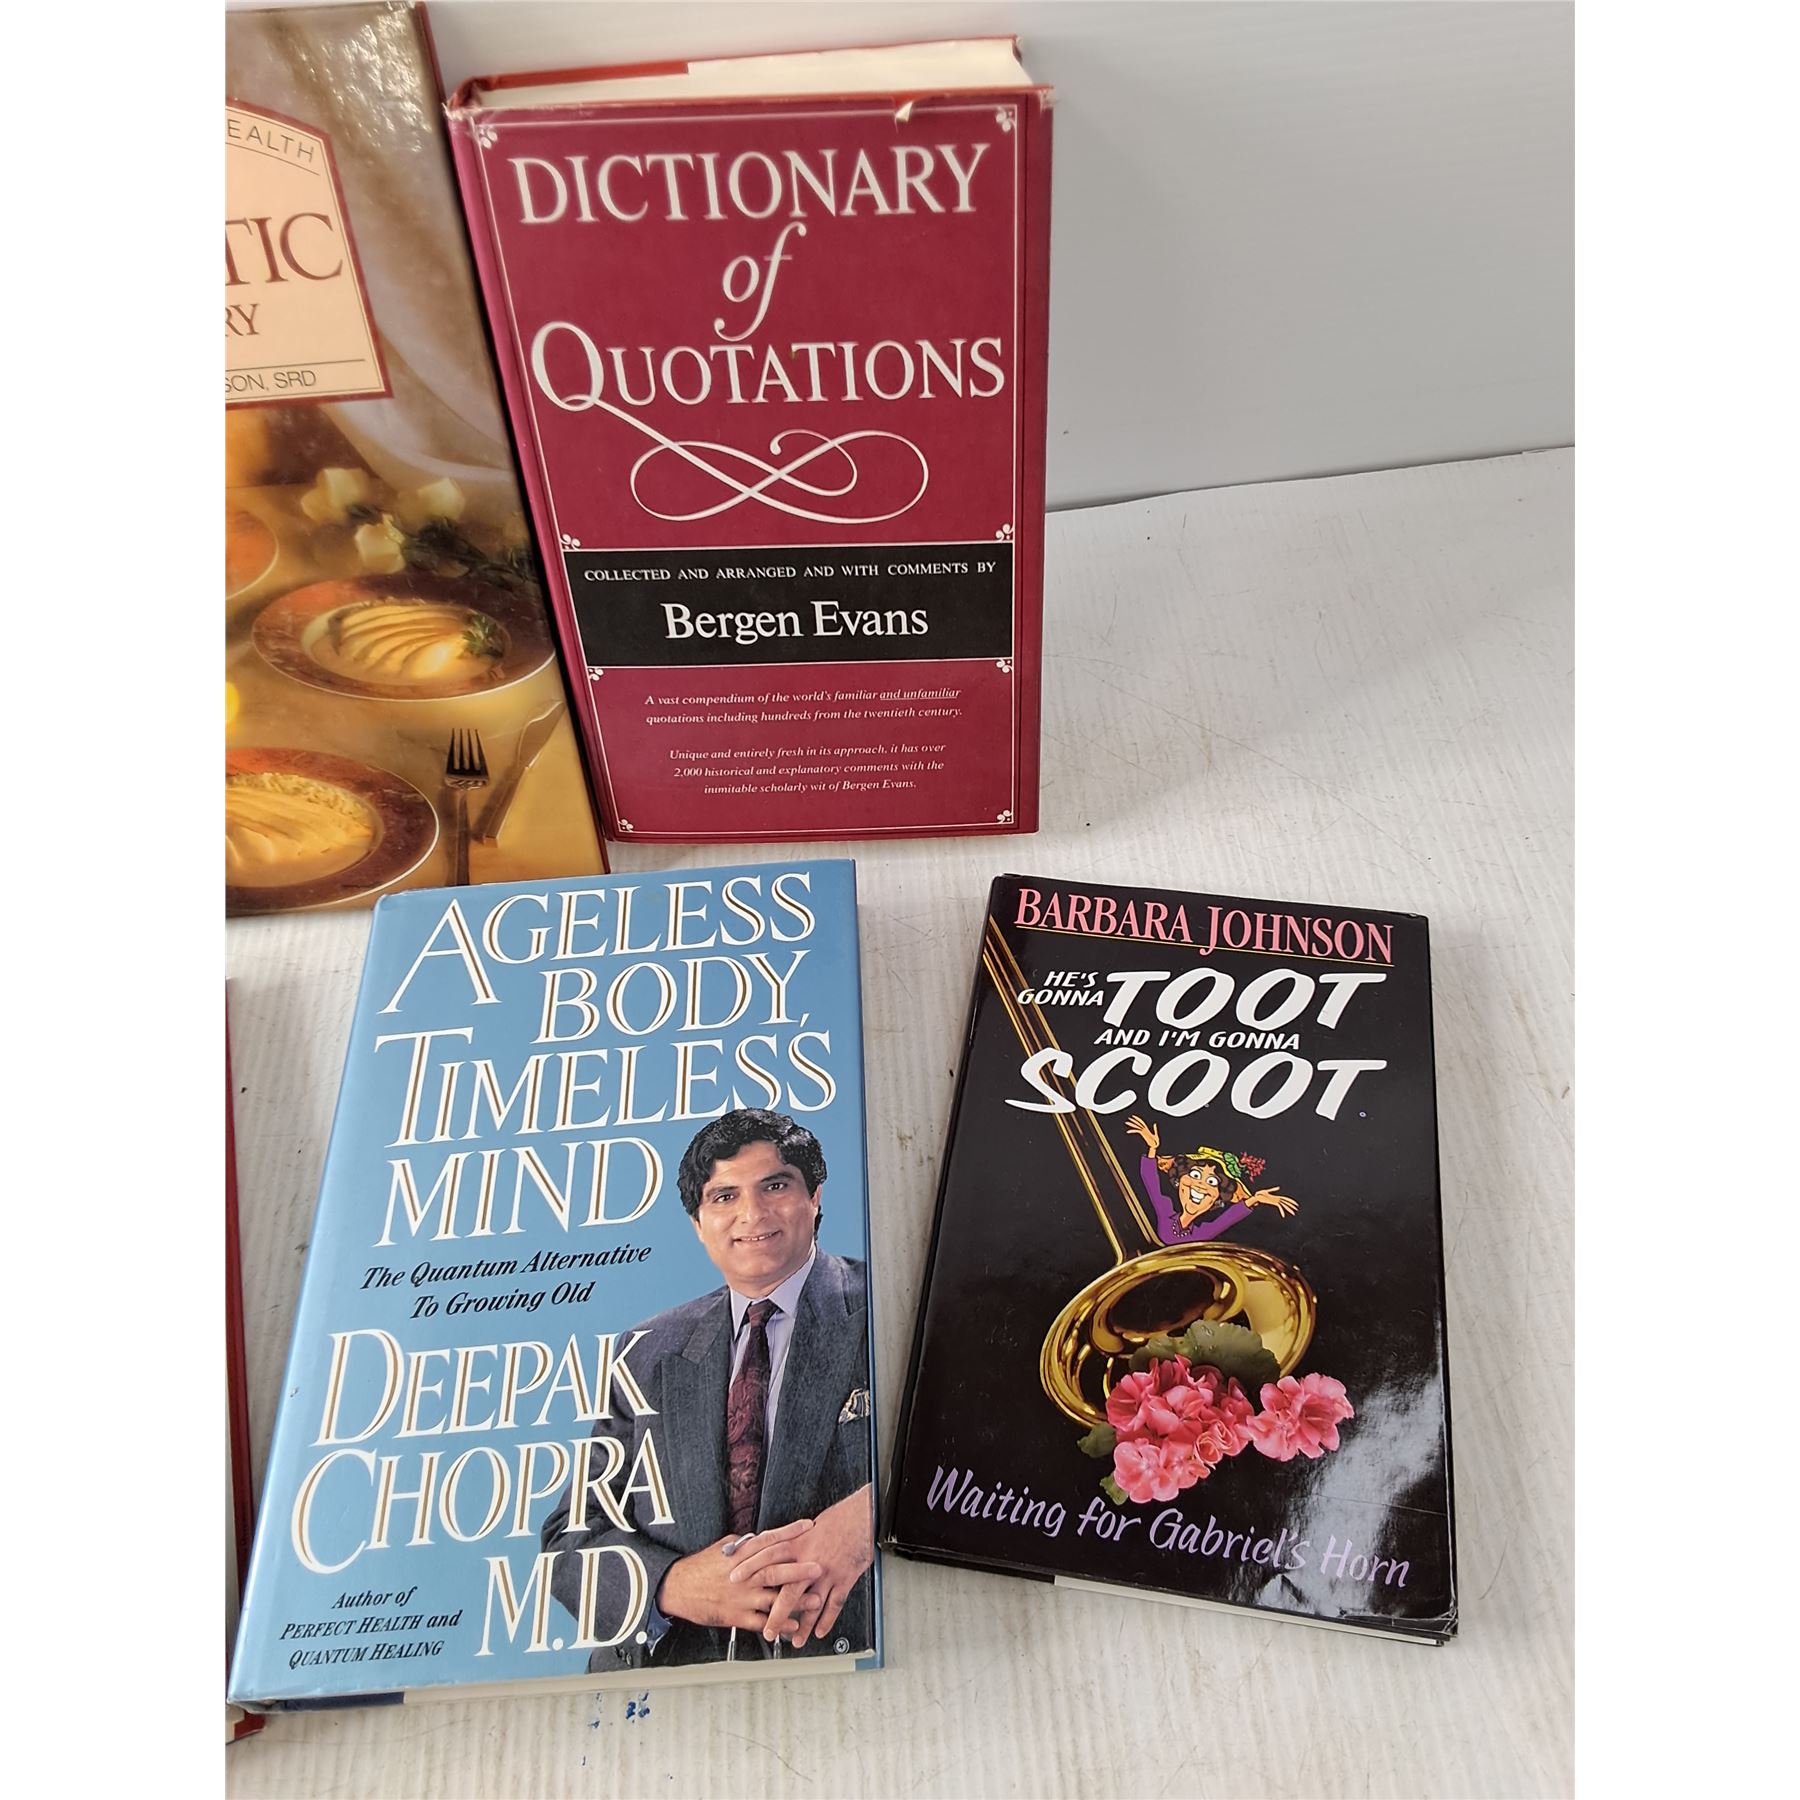 EALTH
TIC
RY
SON, SRD
DICTIONARY
of
QUOTATIONS
COLLECTED AND ARRANGED AND WITH COMMENTS BY
Bergen Evans
A vast compendium of the world's familiar and unfamiliar
quotations including hundreds from the twentieth century.
Unique and entirely fresh in its approach, it has over
2,000 historical and explanatory comments with the
inimitable scholarly wit of Bergen Evans.
AGELESS
BODY,
TIMELESS
MIND
The Quantum Alternative
To Growing Old
DEEPAK
CHOPRA
M.D.
Author of
PERFECT HEALTH and
QUANTUM HEALING
BARBARA JOHNSON
HE'S
GONNA TOOT
AND I'M GONNA
SCOOT
Waiting for Gabriel's Horn